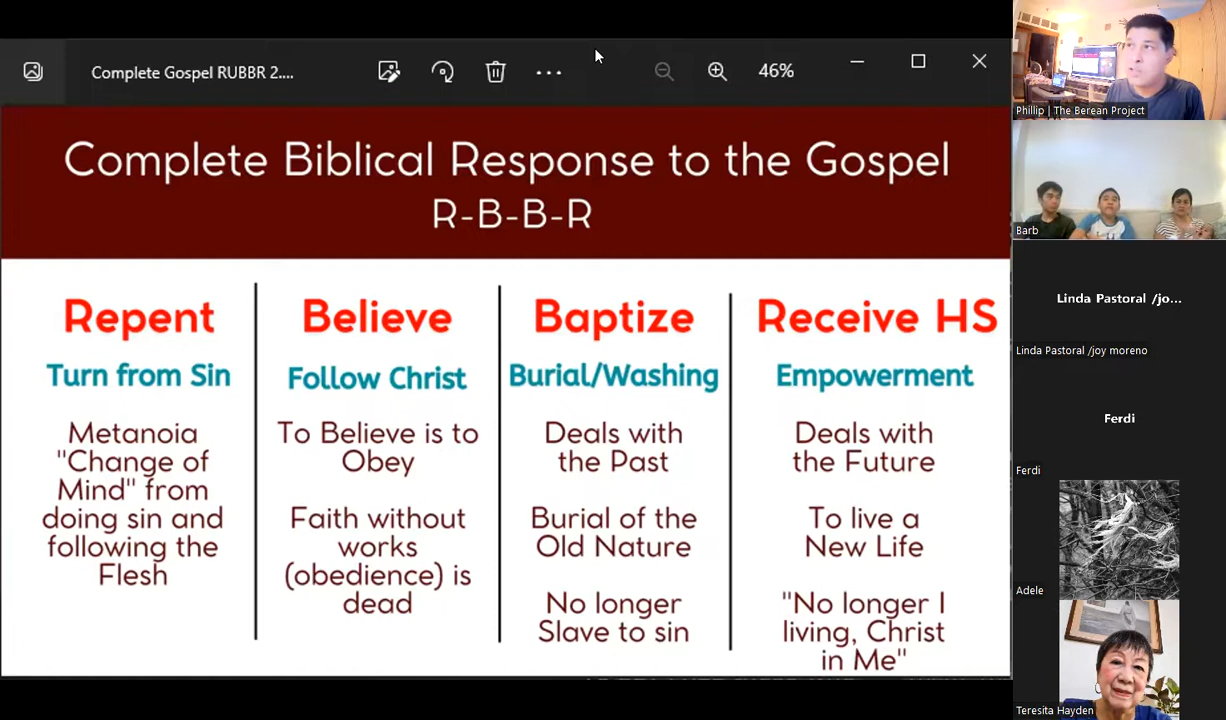 Complete Gospel RUBBR 2....
46%
Complete Biblical Response to the Gospel
R-B-B-R
Repent
Turn from Sin
Metanoia
"Change of
Mind" from
doing sin and
following the
Flesh
Believe
Follow Christ
To Believe is to
Obey
Faith without
works
(obedience) is
dead
Baptize
Burial/Washing
Deals with
the Past
Burial of the
Old Nature
No longer
Slave to sin
Receive HS
Empowerment
Deals with
the Future
To live a
New Life
"No longer I
living, Christ
in Me"
Phillip | The Berean Project
Barb
Linda Pastoral /jo...
Linda Pastoral /joy moreno
Ferdi
Ferdi
Adele
Teresita Hayden